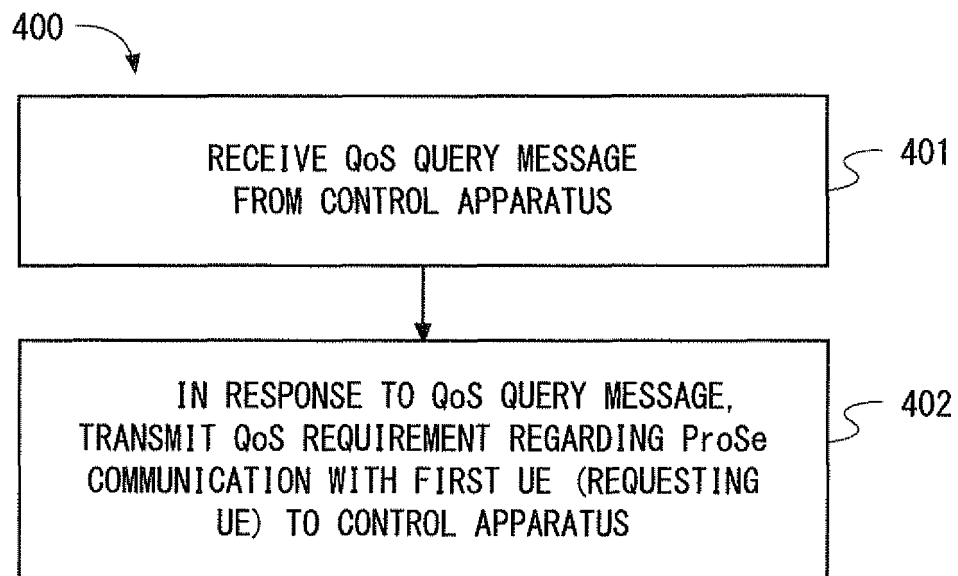 400
RECEIVE QoS QUERY MESSAGE
FROM CONTROL APPARATUS
401
IN RESPONSE TO QoS QUERY MESSAGE,
TRANSMIT QoS REQUIREMENT REGARDING ProSe
COMMUNICATION WITH FIRST UE (REQUESTING
UE) TO CONTROL APPARATUS
402